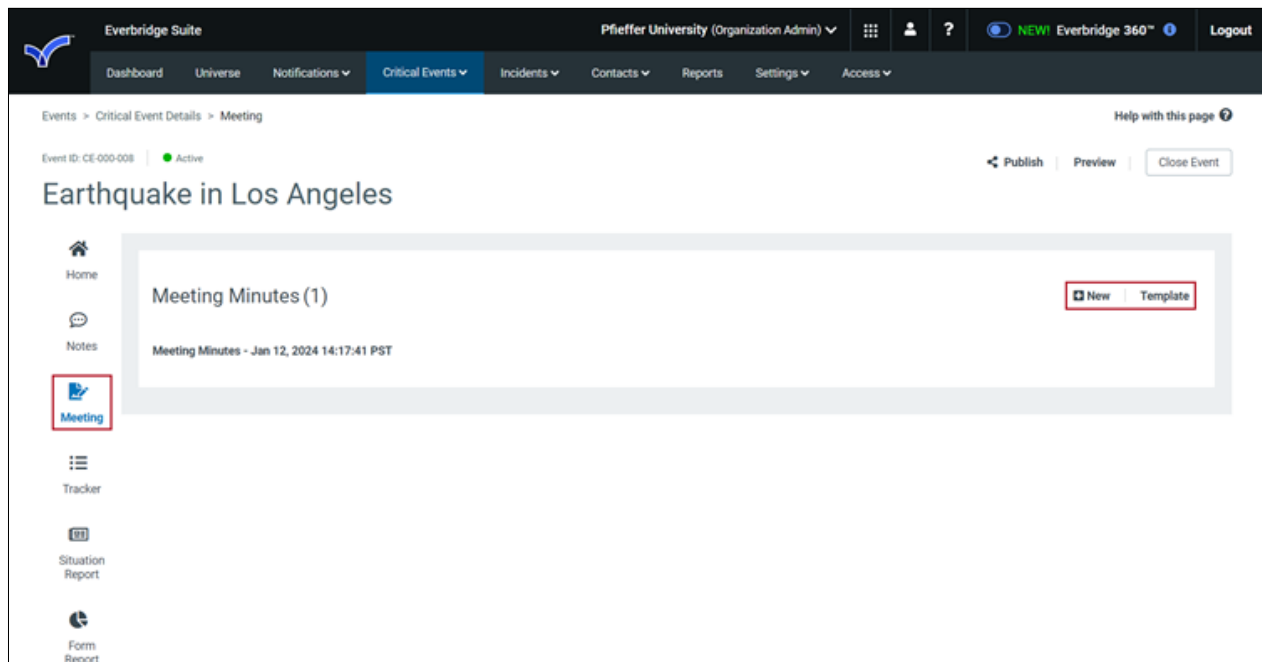 Everbridge Suite
Pfieffer University (Organization Admin)
?
NEW! Everbridge 360™
Logout
Dashboard
Universe
Notifications
Critical Events
Incidents
Contacts
Reports
Settings
Access
Events > Critical Event Details > Meeting
Help with this page ?
Event ID: CE-000-008
Active
Publish
Preview
Close Event
Earthquake in Los Angeles
Home
Notes
Meeting
Tracker
Situation
Report
Form
Report
Meeting Minutes (1)
New
Template
Meeting Minutes - Jan 12, 2024 14:17:41 PST